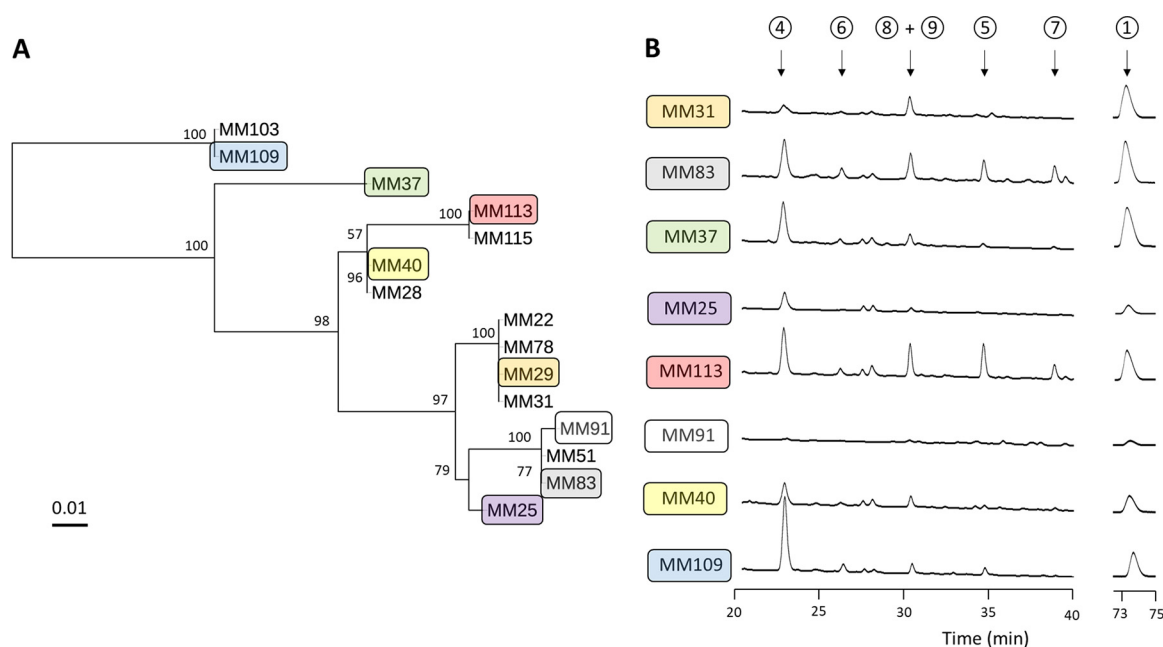 A
100
MM103
MM109
MM37
100
100
MM113
MM115
57
MM40
96
MM28
98
MM22
100
MM78
MM29
MM31
97
MM91
100
MM51
77
MM83
79
MM25
0.01
B
④ ⑥ ⑧ + ⑨ ⑤ ⑦ ①
MM31
MM83
MM37
MM25
MM113
MM91
MM40
MM109
20 25 30 35 40 73 75
Time (min)